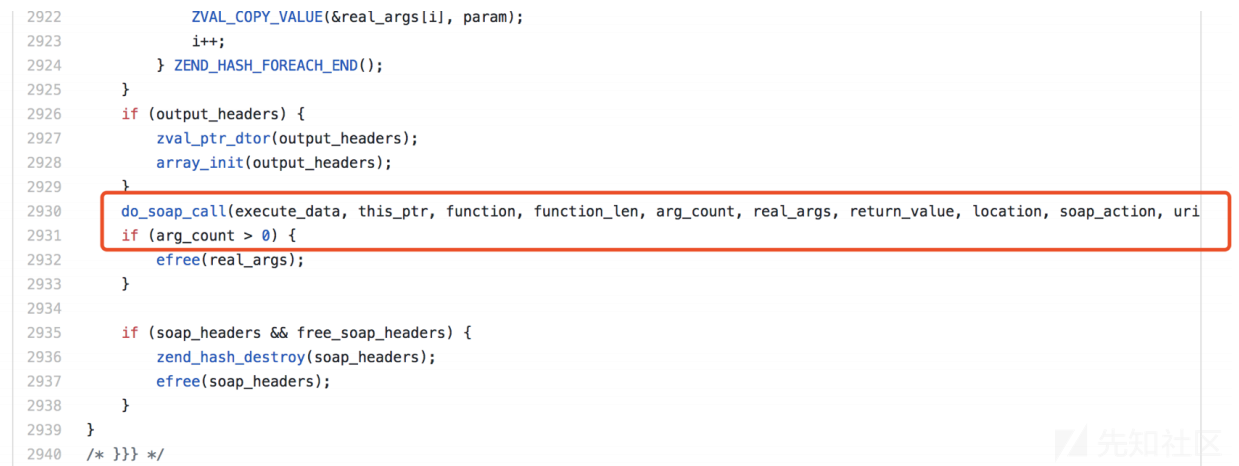 2922 ZVAL_COPY_VALUE(&real_args[i], param);
2923 i++;
2924 } ZEND_HASH_FOREACH_END();
2925 }
2926 if (output_headers) {
2927 zval_ptr_dtor(output_headers);
2928 array_init(output_headers);
2929 }
2930 do_soap_call(execute_data, this_ptr, function, function_len, arg_count, real_args, return_value, location, soap_action, uri
2931 if (arg_count > 0) {
2932 efree(real_args);
2933 }
2934
2935 if (soap_headers && free_soap_headers) {
2936 zend_hash_destroy(soap_headers);
2937 efree(soap_headers);
2938 }
2939 }
2940 /* }}} */
先知社区